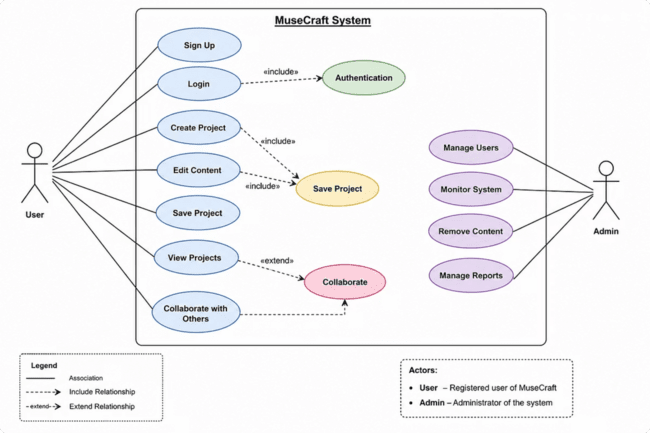 MuseCraft System
Sign Up
Login
«include»
Authentication
Create Project
«include»
Edit Content
«include»
Save Project
Save Project
View Projects
«extend»
Collaborate
Collaborate with
Others
User
Manage Users
Monitor System
Remove Content
Manage Reports
Admin
Legend
Association
Include Relationship
«extend» Extend Relationship
Actors:
• User – Registered user of MuseCraft
• Admin – Administrator of the system